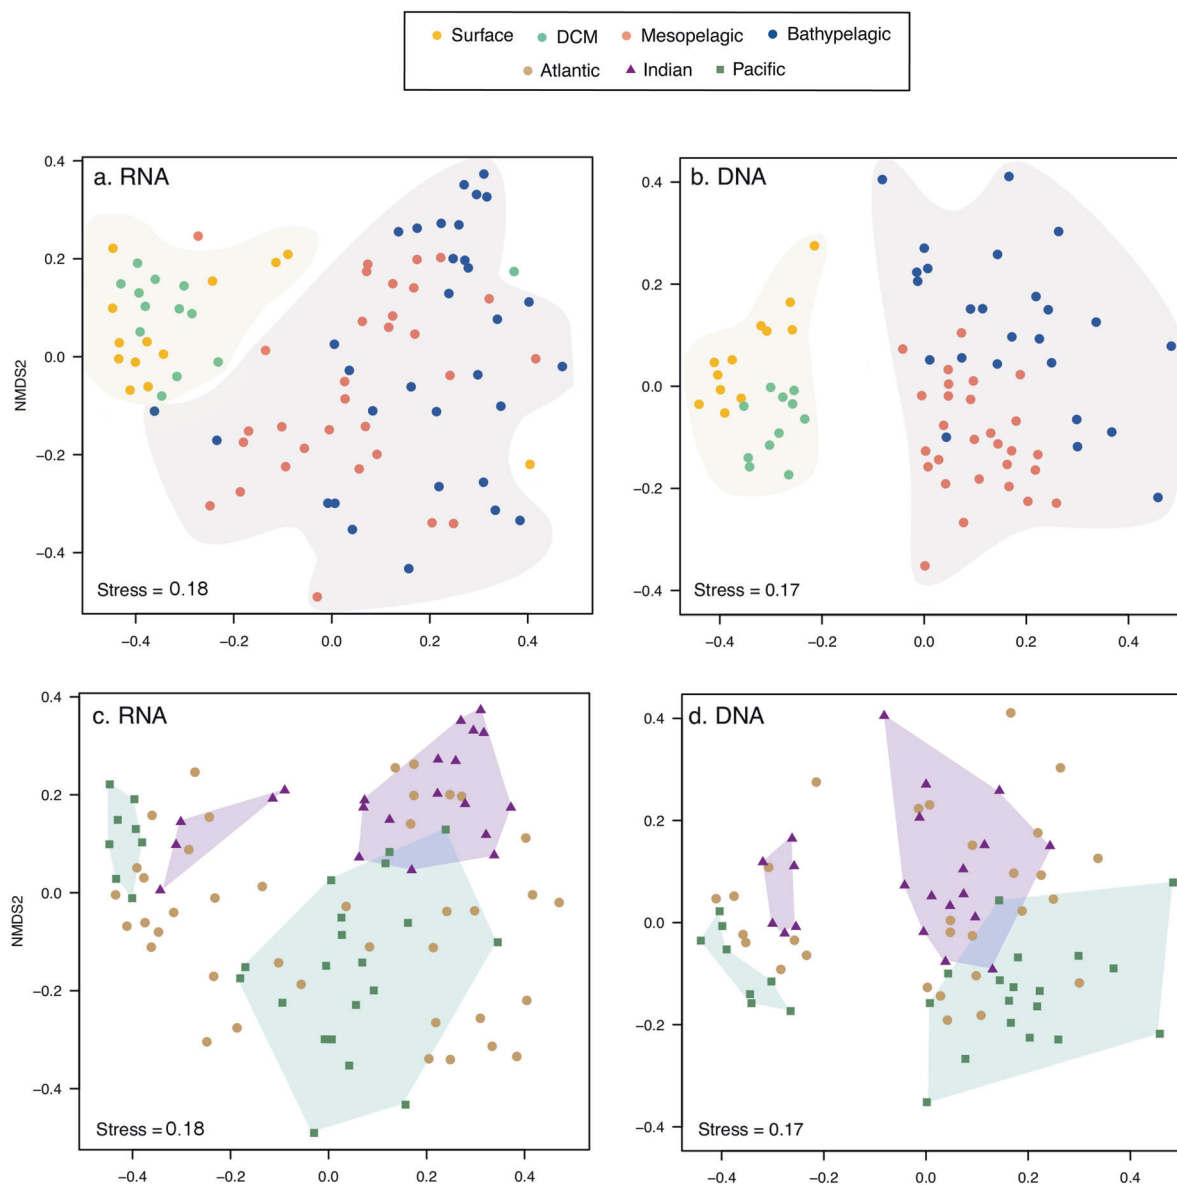 Surface DCM Mesopelagic Bathypelagic
Atlantic Indian Pacific
a. RNA
0.4
0.2
0.0
−0.2
−0.4
NMDS2
Stress = 0.18
−0.4 −0.2 0.0 0.2 0.4
b. DNA
0.4
0.2
0.0
−0.2
−0.4
Stress = 0.17
−0.4 −0.2 0.0 0.2 0.4
c. RNA
0.4
0.2
0.0
−0.2
−0.4
NMDS2
Stress = 0.18
−0.4 −0.2 0.0 0.2 0.4
d. DNA
0.4
0.2
0.0
−0.2
−0.4
Stress = 0.17
−0.4 −0.2 0.0 0.2 0.4